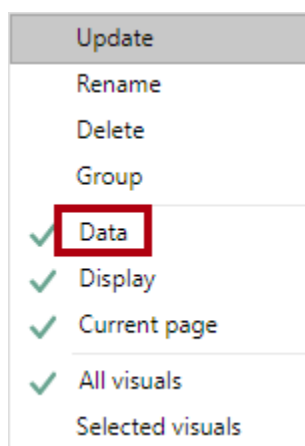 Update
Rename
Delete
Group
Data
Display
Current page
All visuals
Selected visuals